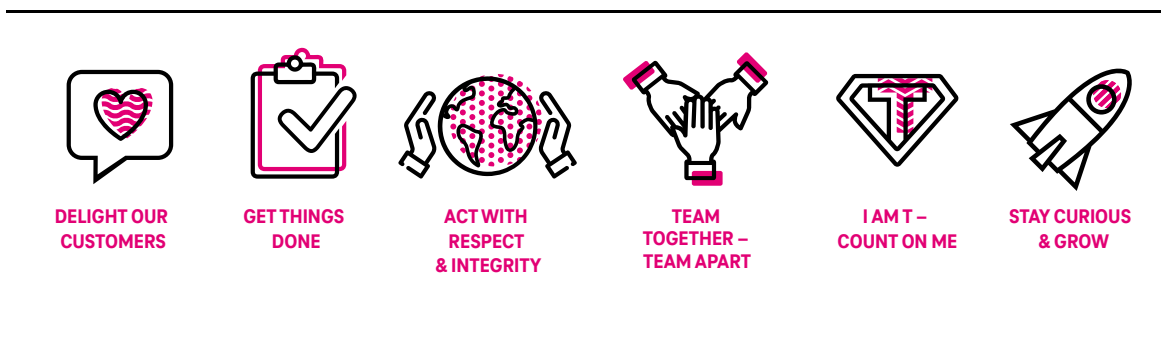 T
DELIGHT OUR
CUSTOMERS
GET THINGS
DONE
ACT WITH
RESPECT
& INTEGRITY
TEAM
TOGETHER –
TEAM APART
I AM T –
COUNT ON ME
STAY CURIOUS
& GROW